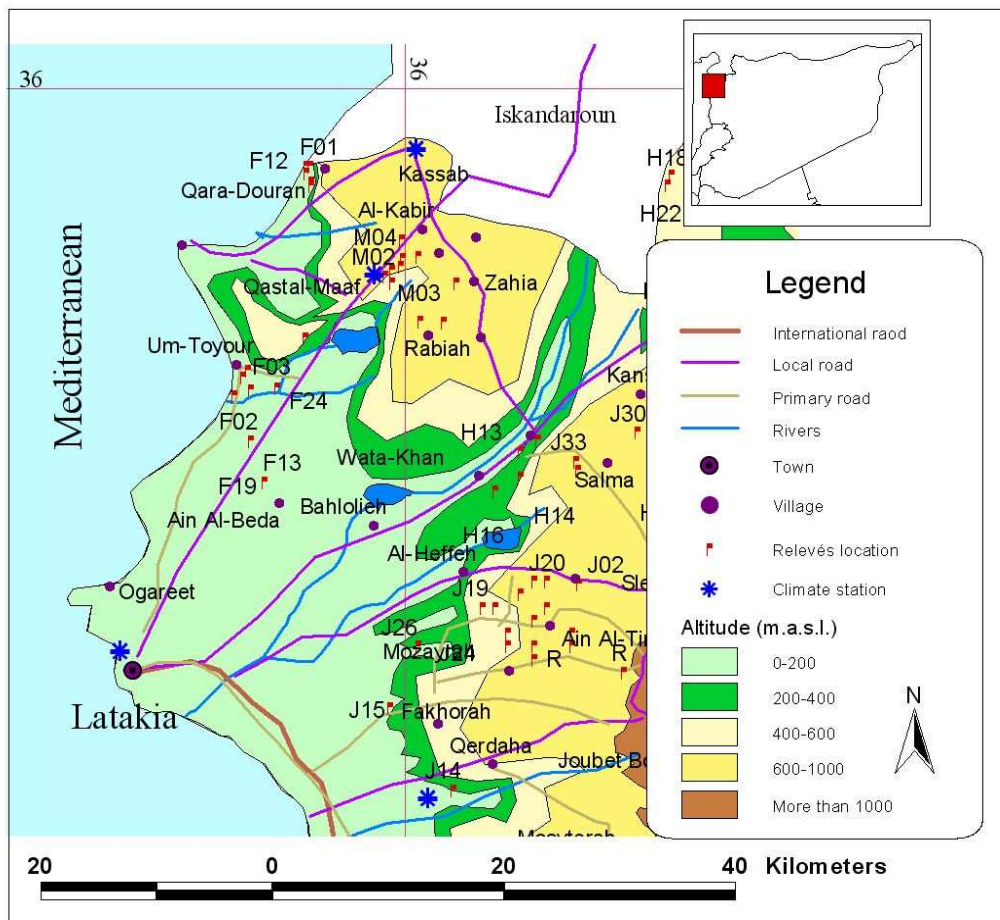 36
36
Iskandaroun
F01
F12
H18
Kassab
Qara-Douran
H22
Al-Kabir
M04
M02
Mediterranean
Qastal-Maaf
M03
Zahia
Um-Toyour
Rabiah
F03
F24
F02
J30
H13
J33
Wata-Khan
F13
Salma
F19
Bahlolieh
Ain Al-Beda
H14
H16
Al-Heffeh
J20
J02
Ogareet
J19
J26
R
R
Latakia
J15
Fakhorah
Qerdaha
J14
Legend
International raod
Local road
Primary road
Rivers
Town
Village
Relevés location
Climate station
Altitude (m.a.s.l.)
0-200
200-400
400-600
600-1000
More than 1000
N
20
0
20
40
Kilometers